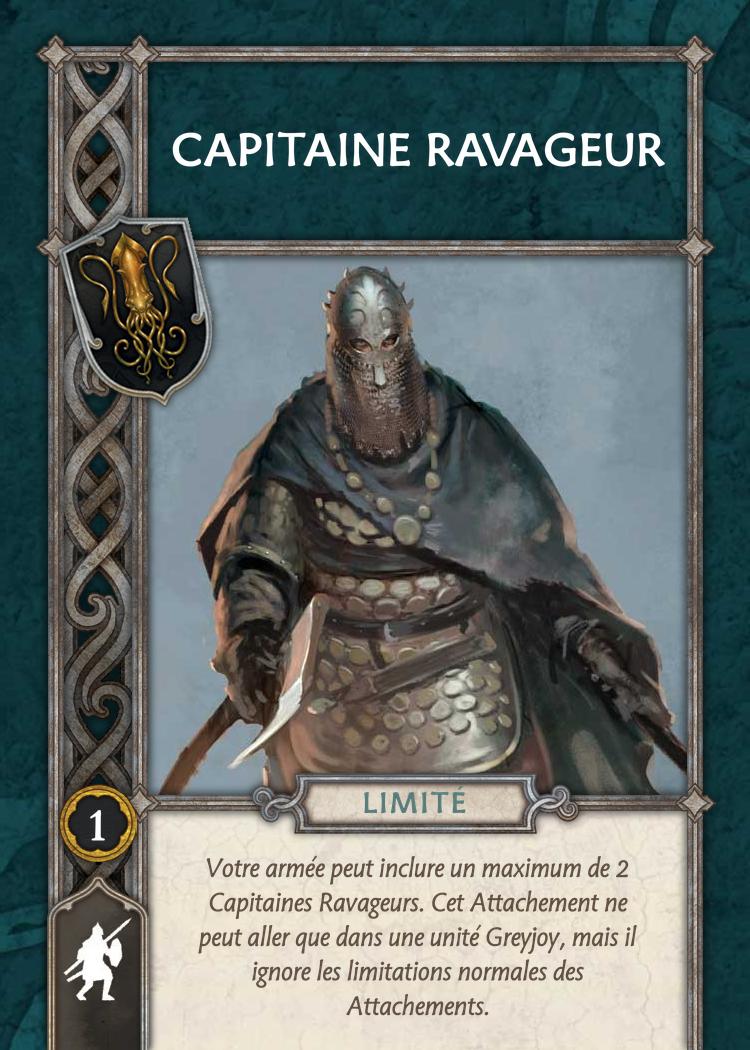 CAPITAINE RAVAGEUR
LIMITÉ
1
Votre armée peut inclure un maximum de 2
Capitaines Ravageurs. Cet Attachement ne
peut aller que dans une unité Greyjoy, mais il
ignore les limitations normales des
Attachements.